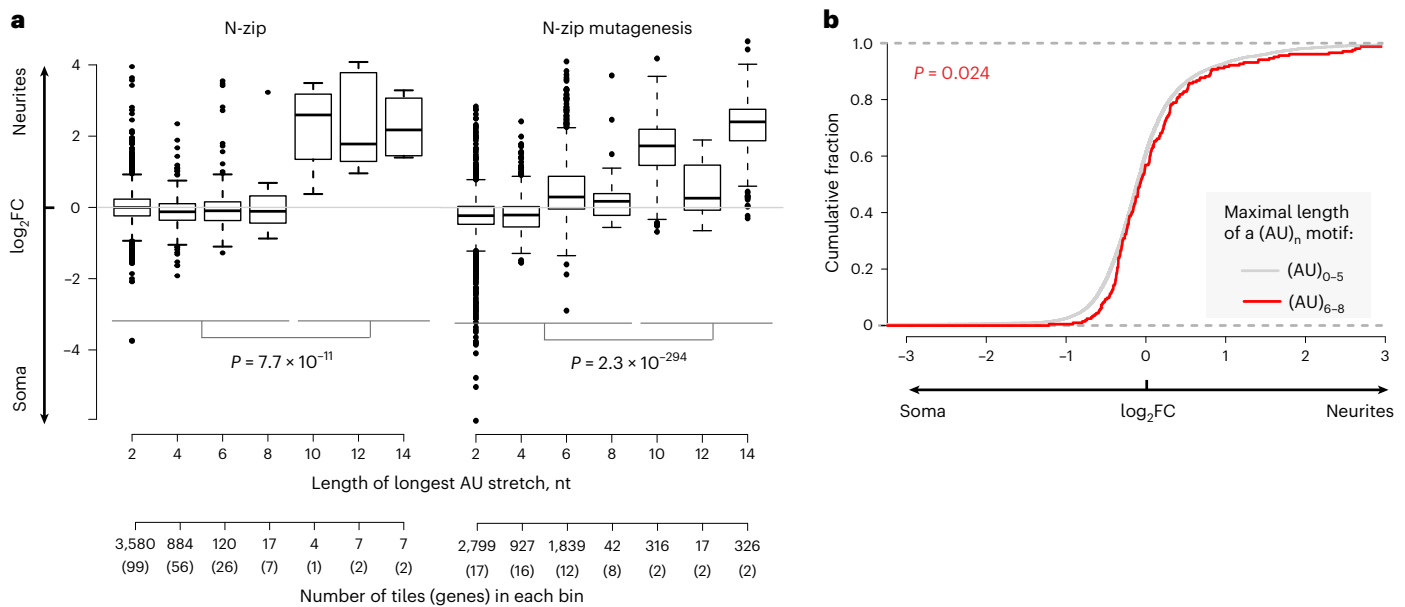 a
N-zip
N-zip mutagenesis
4
2
0
−2
−4
Neurites
log2FC
Soma
P = 7.7 × 10−11
P = 2.3 × 10−294
2 4 6 8 10 12 14
2 4 6 8 10 12 14
Length of longest AU stretch, nt
3,580 884 120 17 4 7 7
(99) (56) (26) (7) (1) (2) (2)
2,799 927 1,839 42 316 17 326
(17) (16) (12) (8) (2) (2) (2)
Number of tiles (genes) in each bin
b
P = 0.024
Cumulative fraction
1.0
0.8
0.6
0.4
0.2
0
Maximal length
of a (AU)n motif:
(AU)0–5
(AU)6–8
−3 −2 −1 0 1 2 3
Soma log2FC Neurites